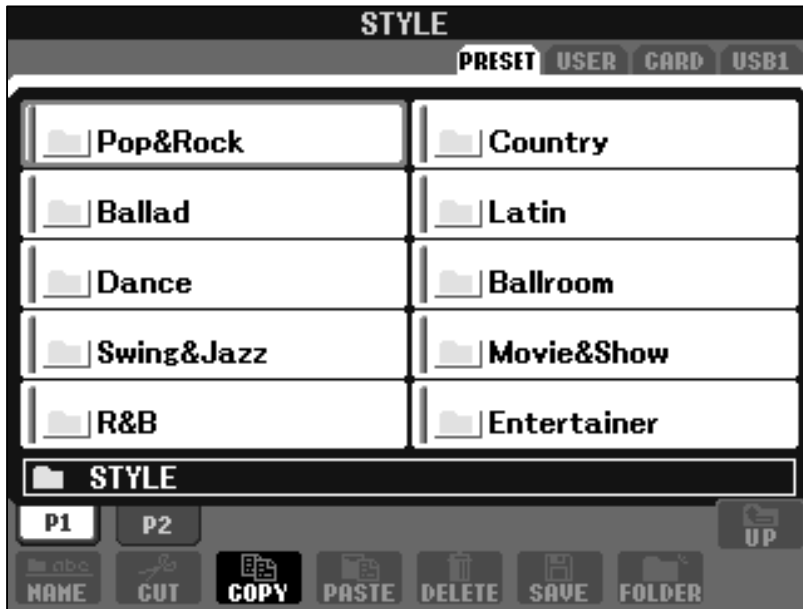 STYLE
PRESET USER CARD USB1
Pop&Rock
Country
Ballad
Latin
Dance
Ballroom
Swing&Jazz
Movie&Show
R&B
Entertainer
STYLE
P1 P2
UP
abc
NAME CUT COPY PASTE DELETE SAVE FOLDER